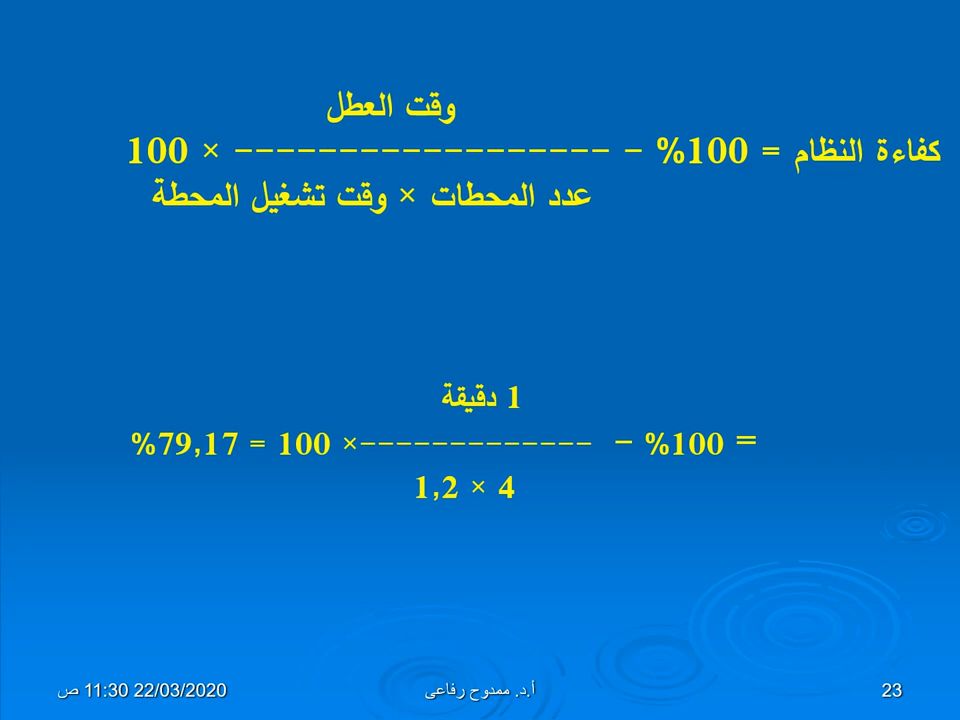 وقت العطل
كفاءة النظام = 100% – ------------------ × 100
عدد المحطات × وقت تشغيل المحطة
1 دقيقة
= 100% – -------------× 100 = 79,17%
4 × 1,2
22/03/2020 11:30 ص
أ.د. ممدوح رفاعى
23